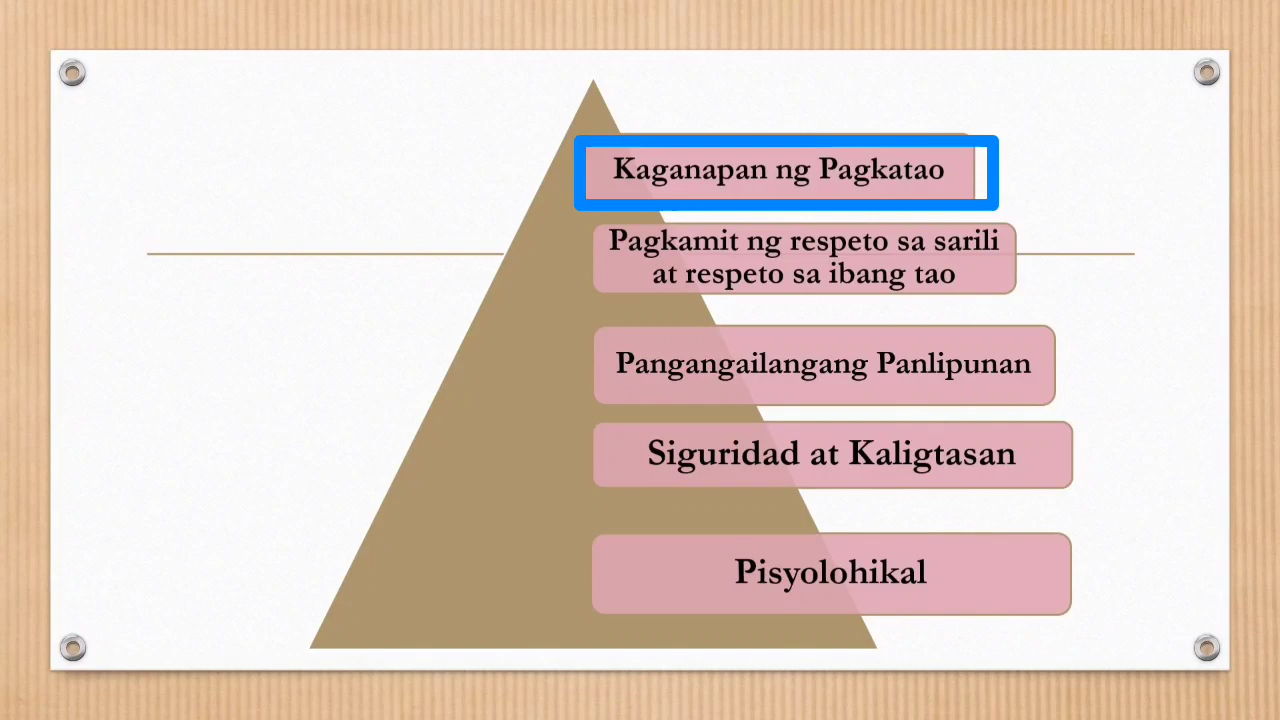 Kaganapan ng Pagkatao
Pagkamit ng respeto sa sarili
at respeto sa ibang tao
Pangangailangang Panlipunan
Siguridad at Kaligtasan
Pisyolohikal